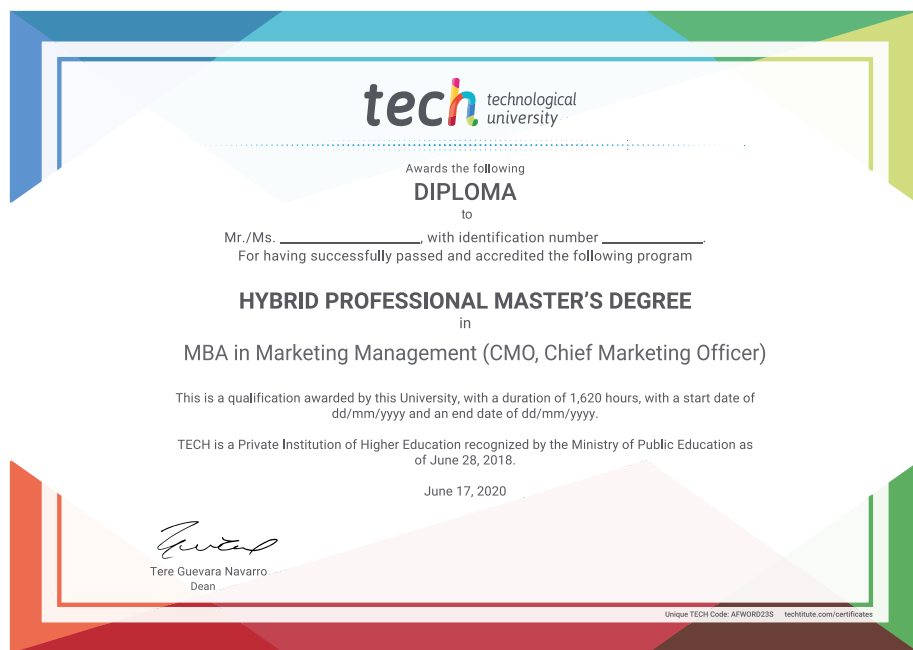 tech technological
university
Awards the following
DIPLOMA
to
Mr./Ms. ____________________, with identification number ______________.
For having successfully passed and accredited the following program
HYBRID PROFESSIONAL MASTER'S DEGREE
in
MBA in Marketing Management (CMO, Chief Marketing Officer)
This is a qualification awarded by this University, with a duration of 1,620 hours, with a start date of
dd/mm/yyyy and an end date of dd/mm/yyyy.
TECH is a Private Institution of Higher Education recognized by the Ministry of Public Education as
of June 28, 2018.
June 17, 2020
Tere Guevara Navarro
Dean
Unique TECH Code: AFWORD23S techtitute.com/certificates